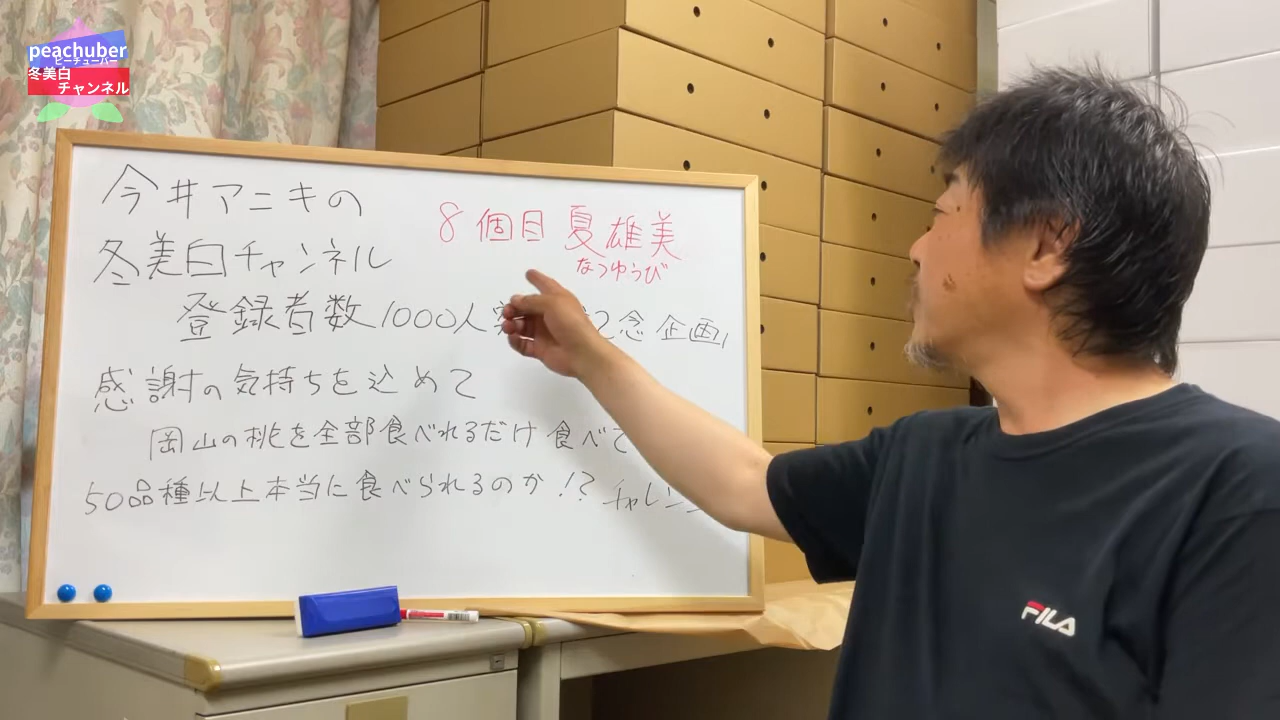 peachuber
ピーチューバー
冬美白
チャンネル
今井アニキの
冬美白チャンネル
8個目 夏雄美
なつゆうび
登録者数1000人 念企画!!
感謝の気持ちを込めて
岡山の桃を全部食べれるだけ食べて
50品種以上本当に食べられるのか!?チャレンジ
FILA